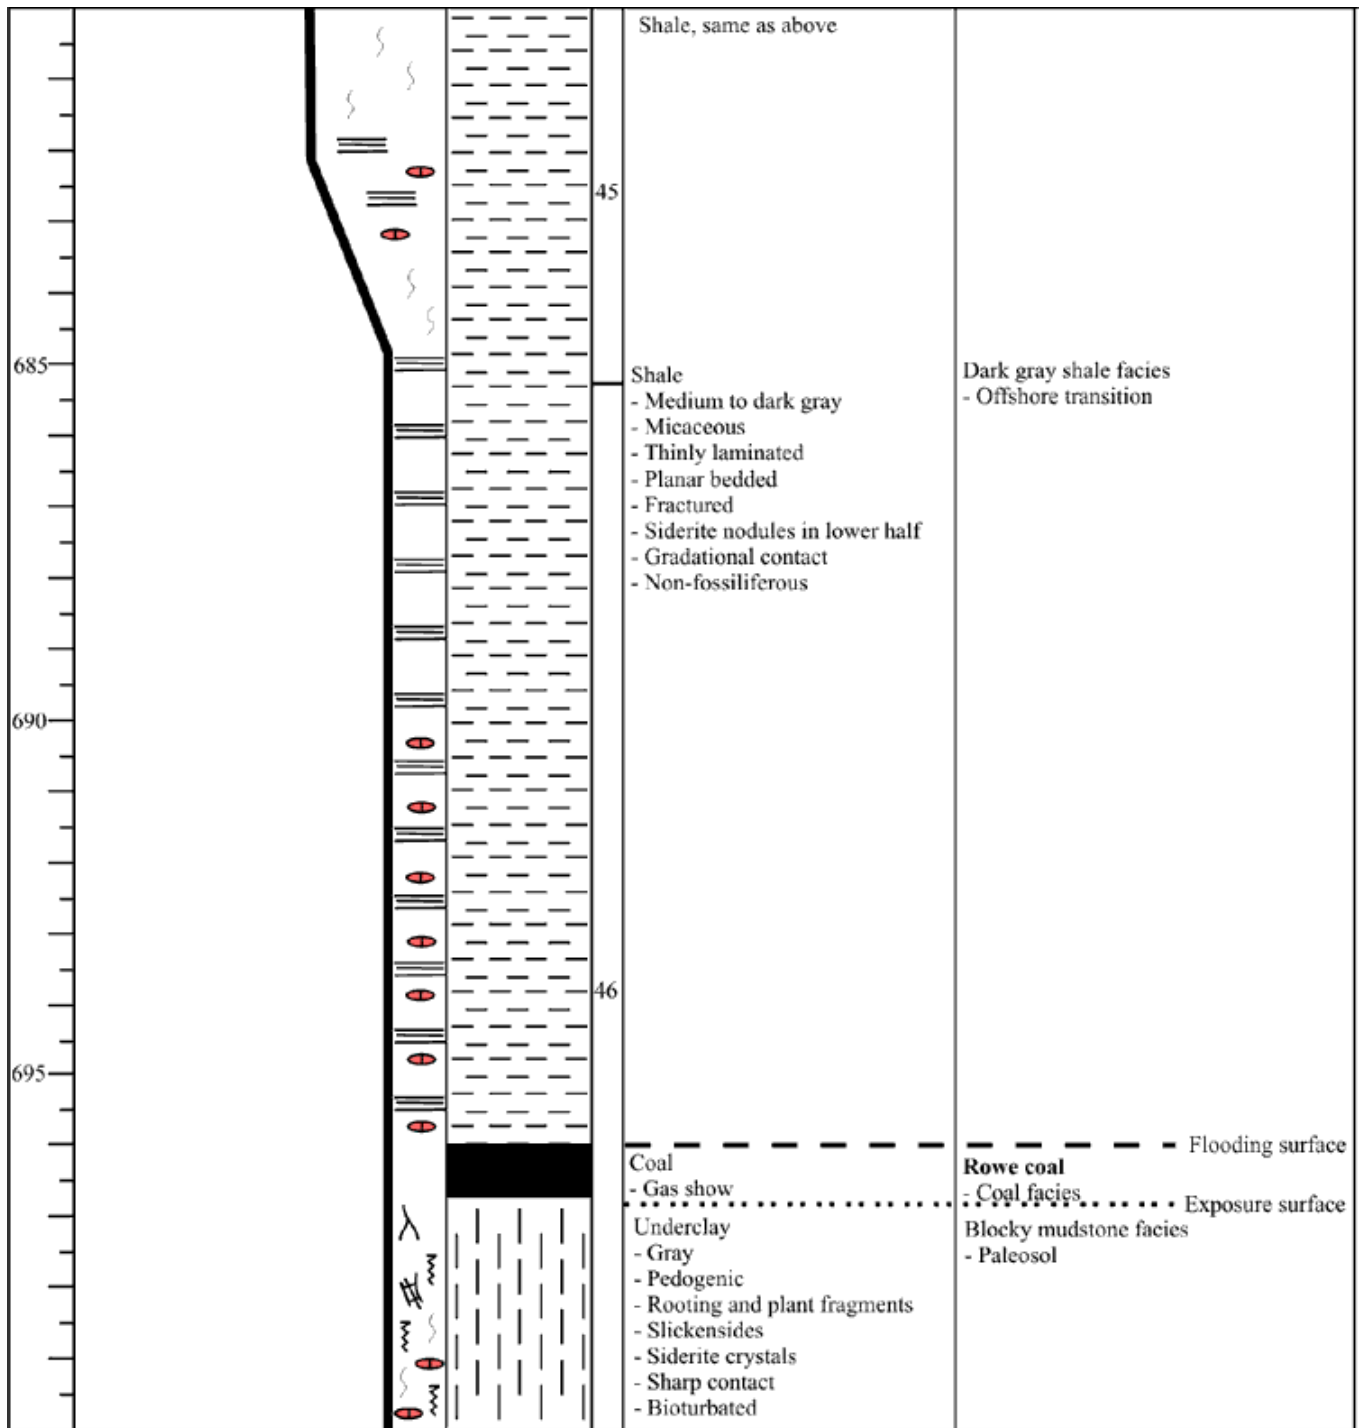 Shale, same as above
45
685
Shale
- Medium to dark gray
- Micaceous
- Thinly laminated
- Planar bedded
- Fractured
- Siderite nodules in lower half
- Gradational contact
- Non-fossiliferous
Dark gray shale facies
- Offshore transition
690
46
695
Flooding surface
Coal
- Gas show
Rowe coal
- Coal facies
Exposure surface
Underclay
- Gray
- Pedogenic
- Rooting and plant fragments
- Slickensides
- Siderite crystals
- Sharp contact
- Bioturbated
Blocky mudstone facies
- Paleosol